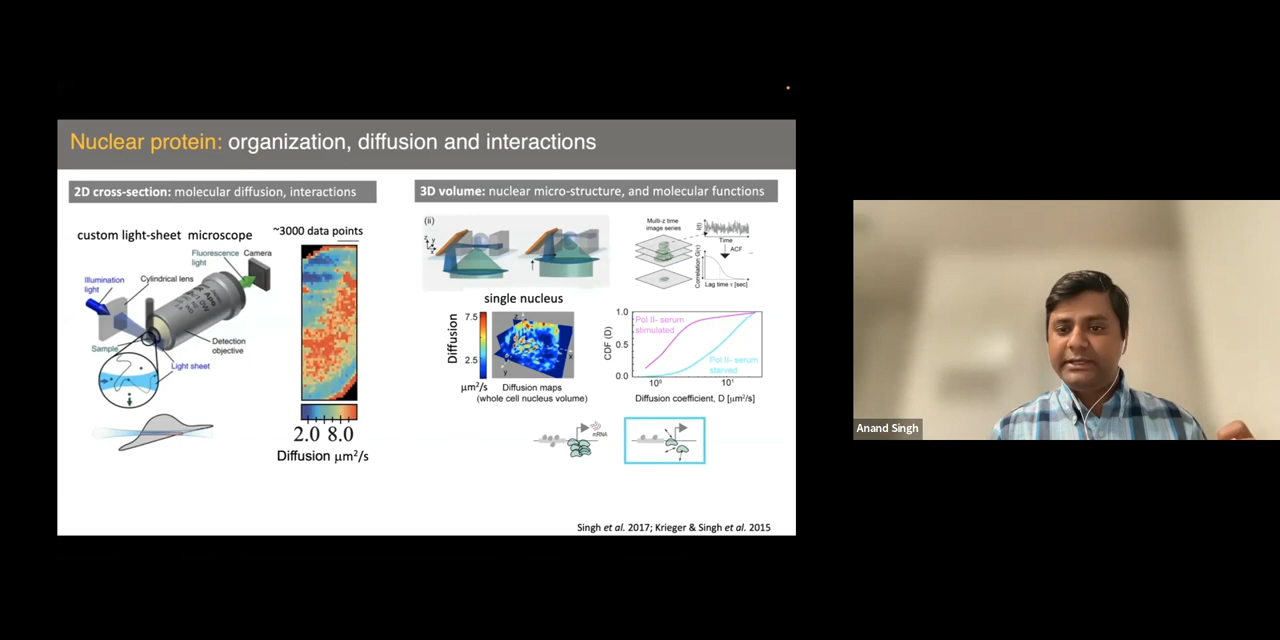 Nuclear protein: organization, diffusion and interactions
2D cross-section: molecular diffusion, interactions
custom light-sheet microscope
~3000 data points
Fluorescence
light
Camera
Illumination
light
Cylindrical lens
Sample
Detection
objective
Light sheet
2.0 8.0
Diffusion μm²/s
3D volume: nuclear micro-structure, and molecular functions
(ii)
Multi-z time
image series
I(t)
Time
ACF
Correlation G(τ)
Lag time τ [sec]
single nucleus
Diffusion
7.5
2.5
μm²/s
z
x
y
Diffusion maps
(whole cell nucleus volume)
CDF (D)
1.0
0.5
0.0
Pol II- serum
stimulated
Pol II- serum
starved
10⁰
10¹
Diffusion coefficient, D [μm²/s]
mRNA
Singh et al. 2017; Krieger & Singh et al. 2015
Anand Singh